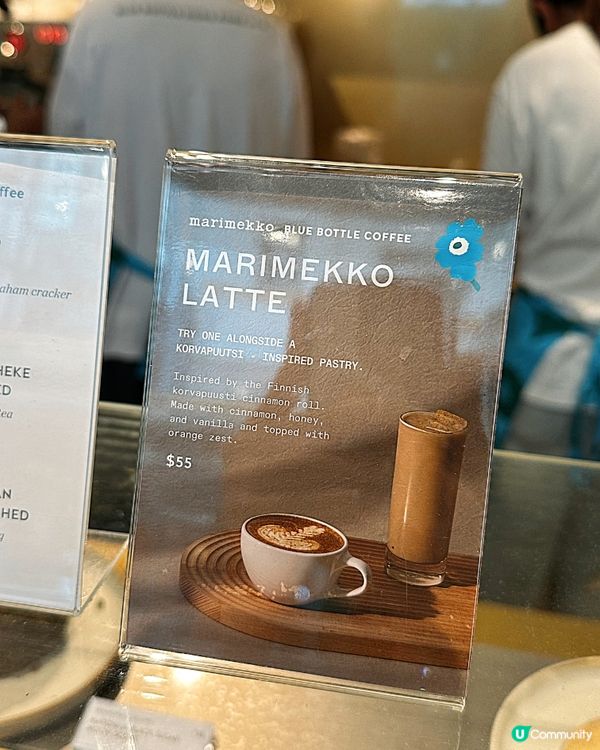 ffee
aham cracker
HEKE
ED
AN
HED
marimekko BLUE BOTTLE COFFEE
MARIMEKKO
LATTE
TRY ONE ALONGSIDE A
KORVAPUUTSI - INSPIRED PASTRY.
Inspired by the Finnish
korvapuusti cinnamon roll.
Made with cinnamon, honey,
and vanilla and topped with
orange zest.
$55
U Community